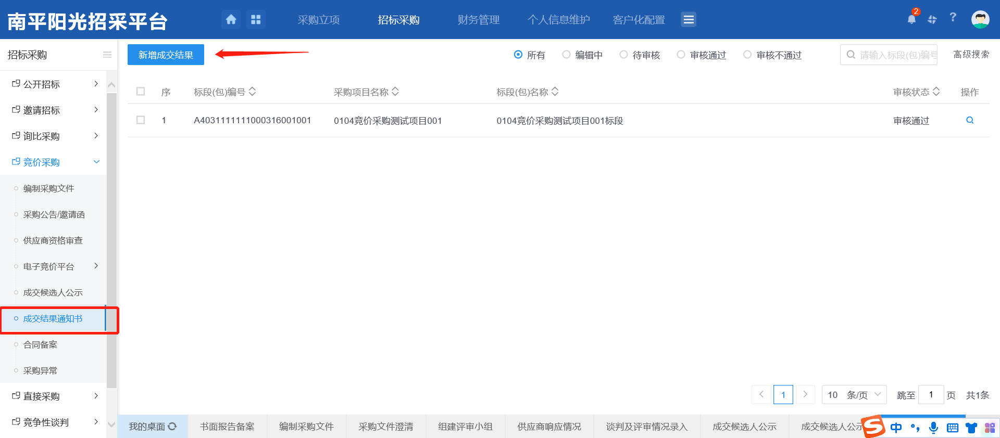 南平阳光招采平台
采购立项 招标采购 财务管理 个人信息维护 客户化配置
2
?
招标采购
新增成交结果
所有 编辑中 待审核 审核通过 审核不通过
请输入标段(包)编号
高级搜索
公开招标
邀请招标
询比采购
竞价采购
编制采购文件
采购公告/邀请函
供应商资格审查
电子竞价平台
成交候选人公示
成交结果通知书
合同备案
采购异常
直接采购
竞争性谈判
序 标段(包)编号 采购项目名称 标段(包)名称 审核状态 操作
1 A4031111111000316001001 0104竞价采购测试项目001 0104竞价采购测试项目001标段 审核通过
1 10 条/页 跳至 1 页 共1条
我的桌面 书面报告备案 编制采购文件 采购文件澄清 组建评审小组 供应商响应情况 谈判及评审情况录入 成交候选人公示 成交候选人公示
S 中